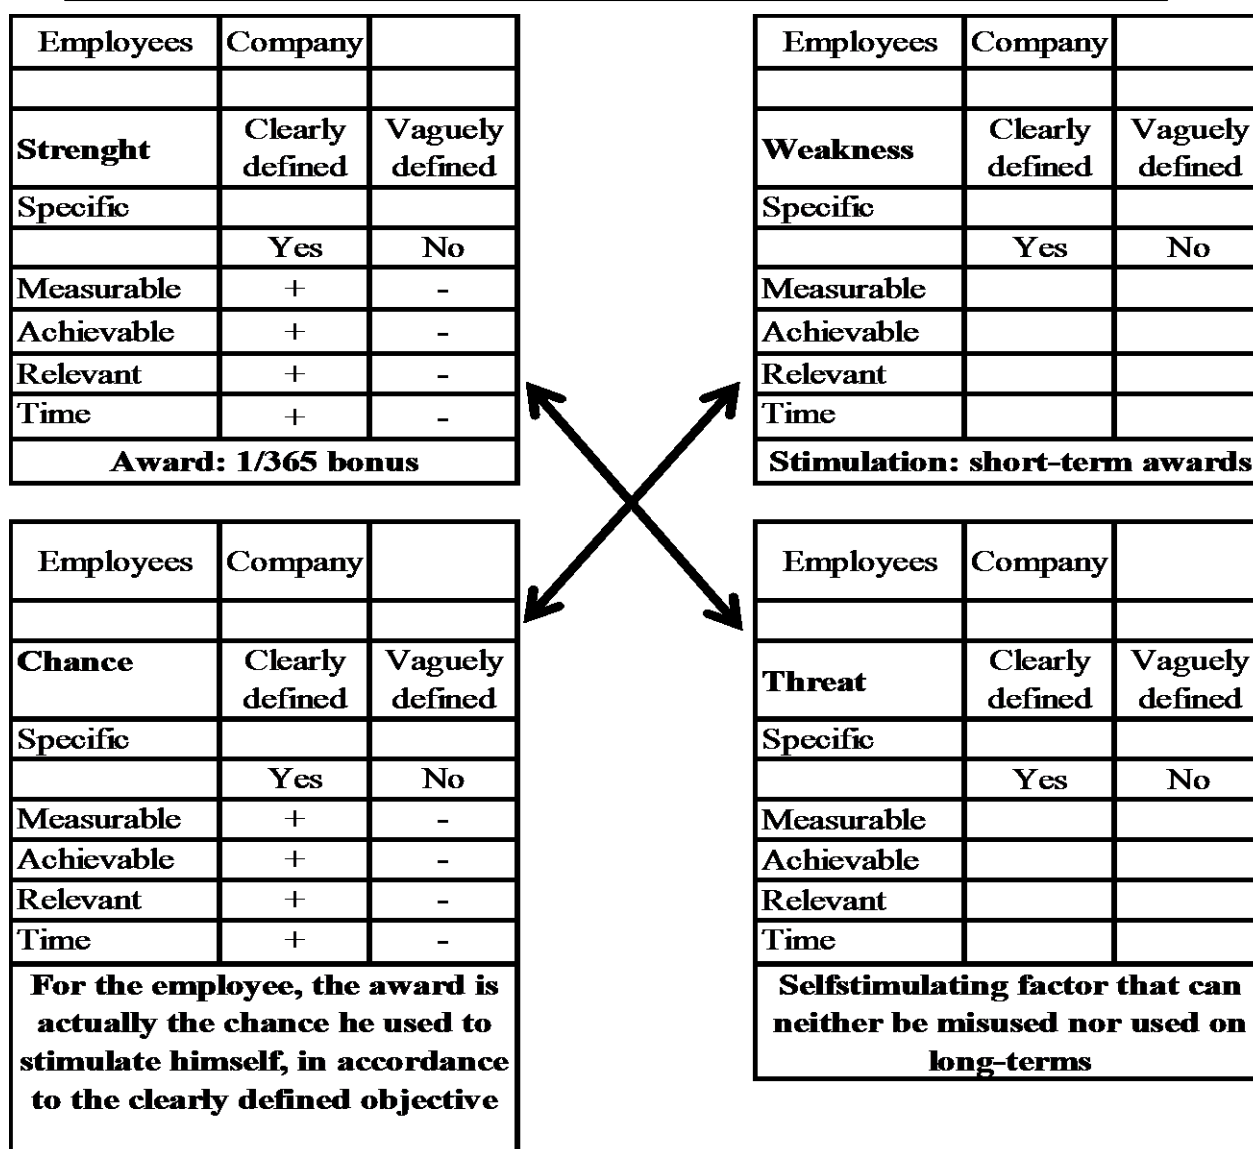 Employees Company
Strenght Clearly defined Vaguely defined
Specific
Yes No
Measurable + -
Achievable + -
Relevant + -
Time + -
Award: 1/365 bonus
Employees Company
Weakness Clearly defined Vaguely defined
Specific
Yes No
Measurable
Achievable
Relevant
Time
Stimulation: short-term awards
Employees Company
Chance Clearly defined Vaguely defined
Specific
Yes No
Measurable + -
Achievable + -
Relevant + -
Time + -
For the employee, the award is
actually the chance he used to
stimulate himself, in accordance
to the clearly defined objective
Employees Company
Threat Clearly defined Vaguely defined
Specific
Yes No
Measurable
Achievable
Relevant
Time
Selfstimulating factor that can
neither be misused nor used on
long-terms